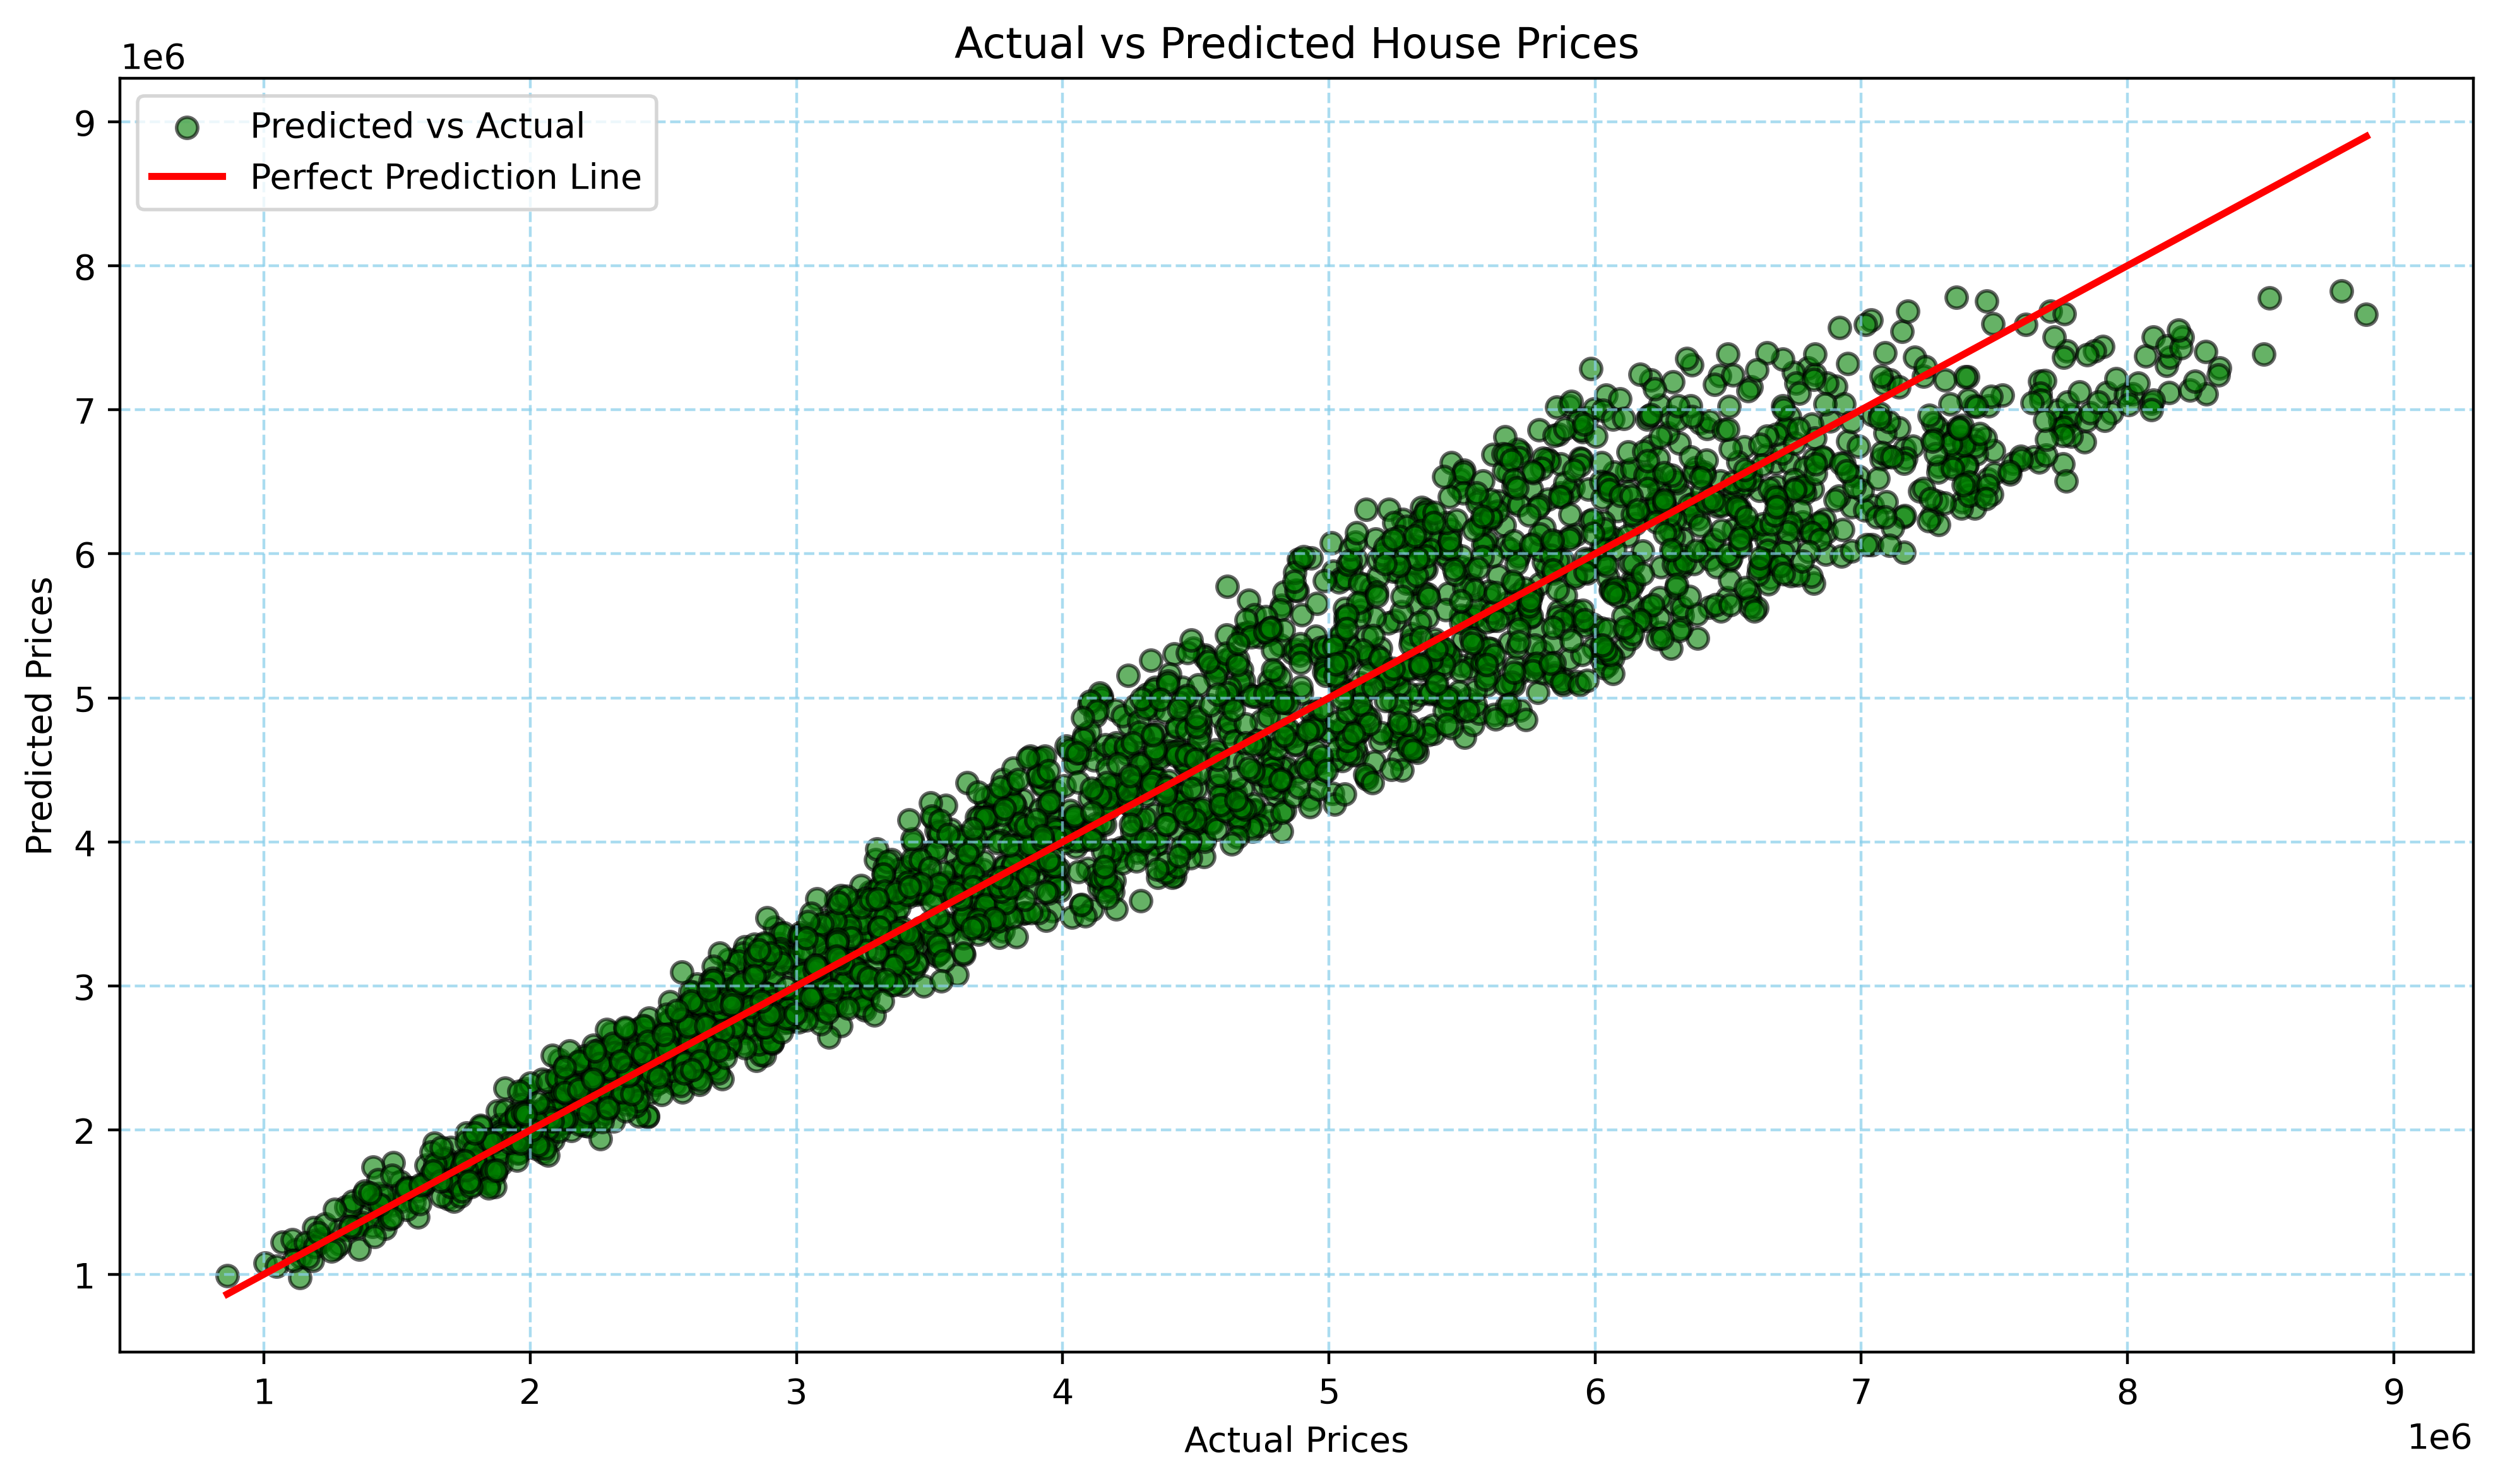 Actual vs Predicted House Prices
1e6
Predicted vs Actual
Perfect Prediction Line
9
8
7
6
5
4
3
2
1
Predicted Prices
1 2 3 4 5 6 7 8 9
Actual Prices
1e6